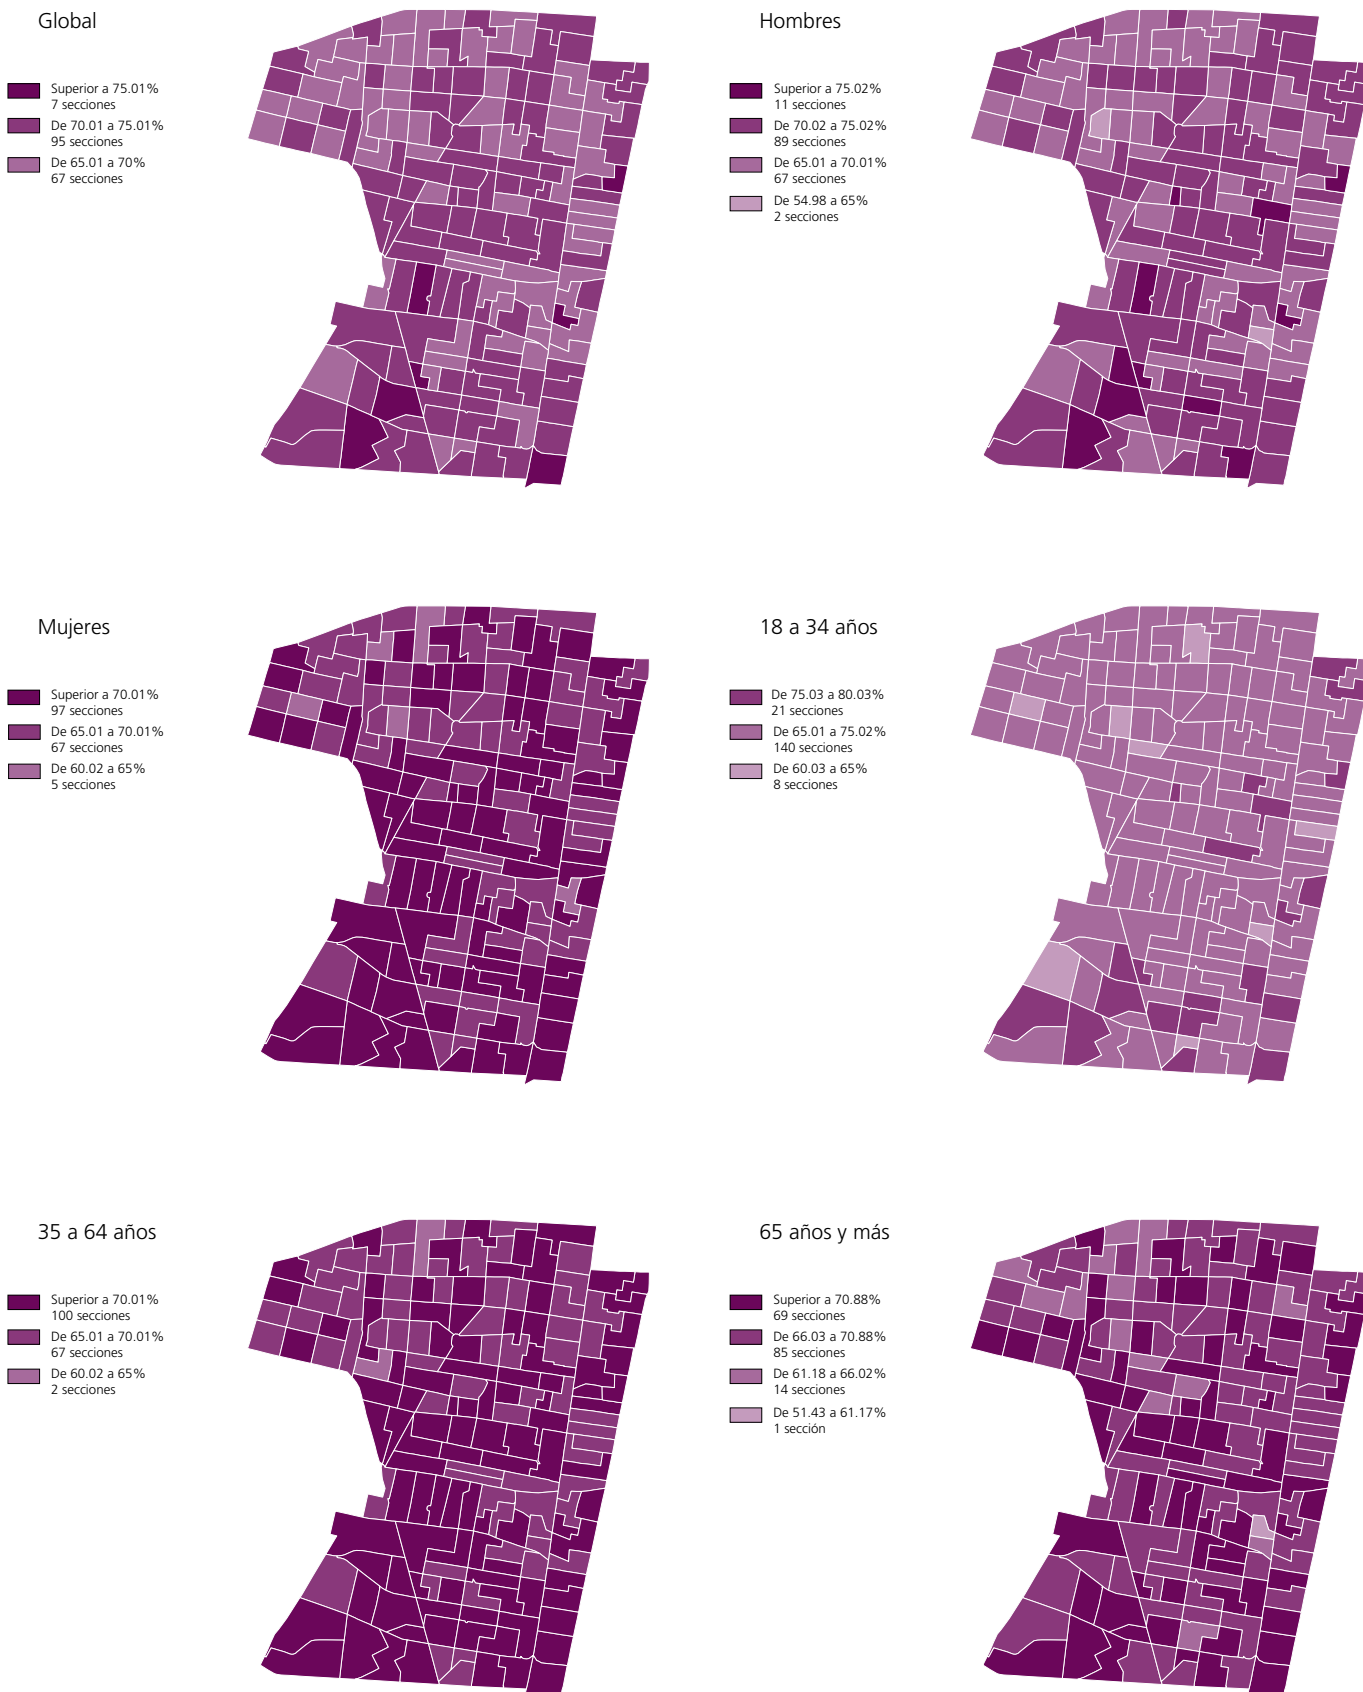 Global
Superior a 75.01%
7 secciones
De 70.01 a 75.01%
95 secciones
De 65.01 a 70%
67 secciones
Hombres
Superior a 75.02%
11 secciones
De 70.02 a 75.02%
89 secciones
De 65.01 a 70.01%
67 secciones
De 54.98 a 65%
2 secciones
Mujeres
Superior a 70.01%
97 secciones
De 65.01 a 70.01%
67 secciones
De 60.02 a 65%
5 secciones
18 a 34 años
De 75.03 a 80.03%
21 secciones
De 65.01 a 75.02%
140 secciones
De 60.03 a 65%
8 secciones
35 a 64 años
Superior a 70.01%
100 secciones
De 65.01 a 70.01%
67 secciones
De 60.02 a 65%
2 secciones
65 años y más
Superior a 70.88%
69 secciones
De 66.03 a 70.88%
85 secciones
De 61.18 a 66.02%
14 secciones
De 51.43 a 61.17%
1 sección